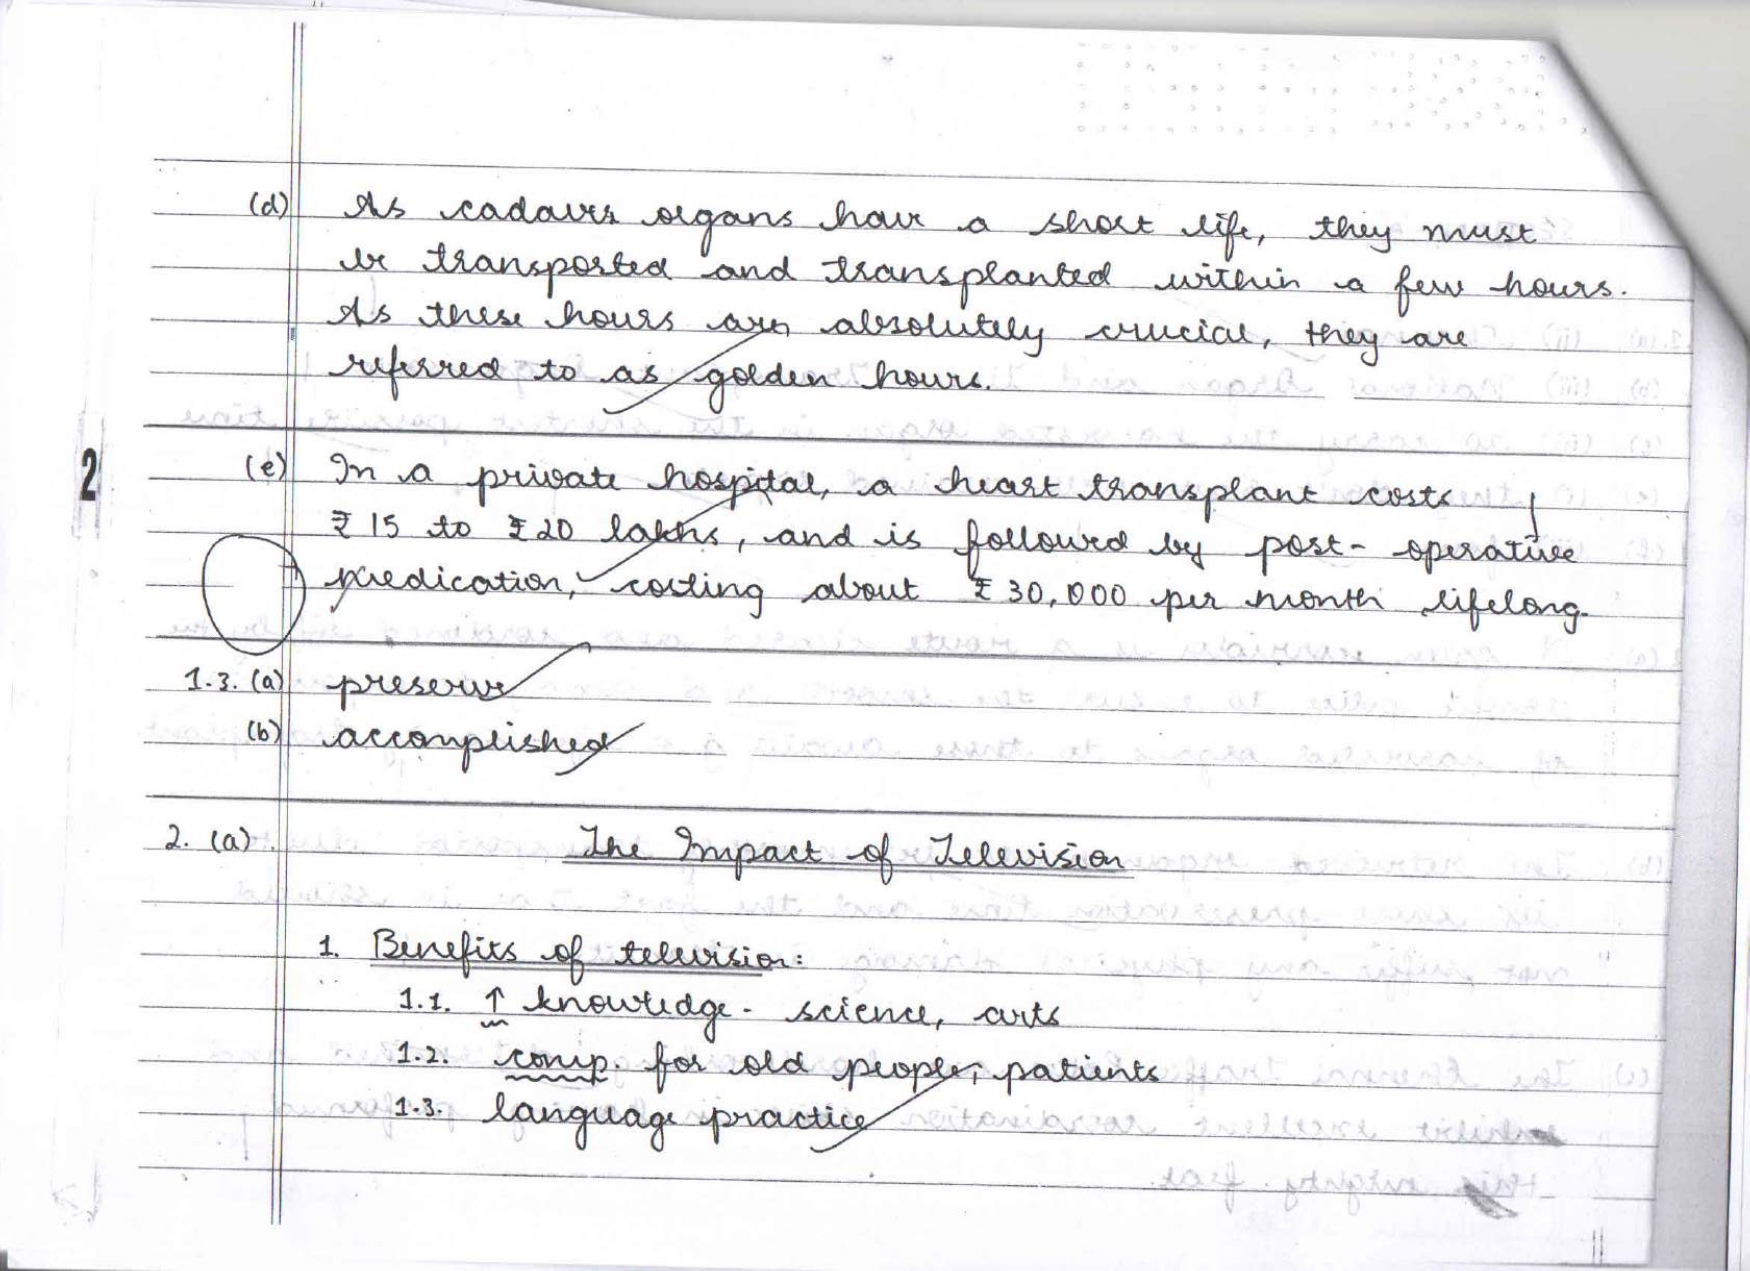 (d) As cadavers organs have a short life, they must
be transported and transplanted within a few hours.
As these hours are absolutely crucial, they are
referred to as golden hours.
2
(e) In a private hospital, a heart transplant costs
₹ 15 to ₹ 20 lakhs, and is followed by post-operative
medication, costing about ₹ 30,000 per month lifelong.
1.3. (a) preserve
(b) accomplished
2. (a) The Impact of Television
1. Benefits of television:
1.1. ↑ knowledge - science, arts
1.2. comp. for old people, patients
1.3. language practice